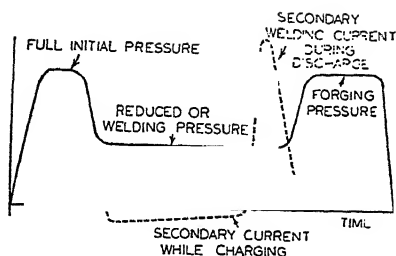 SECONDARY
WELDING CURRENT
DURING
DISCHARGE
FULL INITIAL PRESSURE
FORGING
PRESSURE
REDUCED OR
WELDING PRESSURE
TIME
SECONDARY CURRENT
WHILE CHARGING